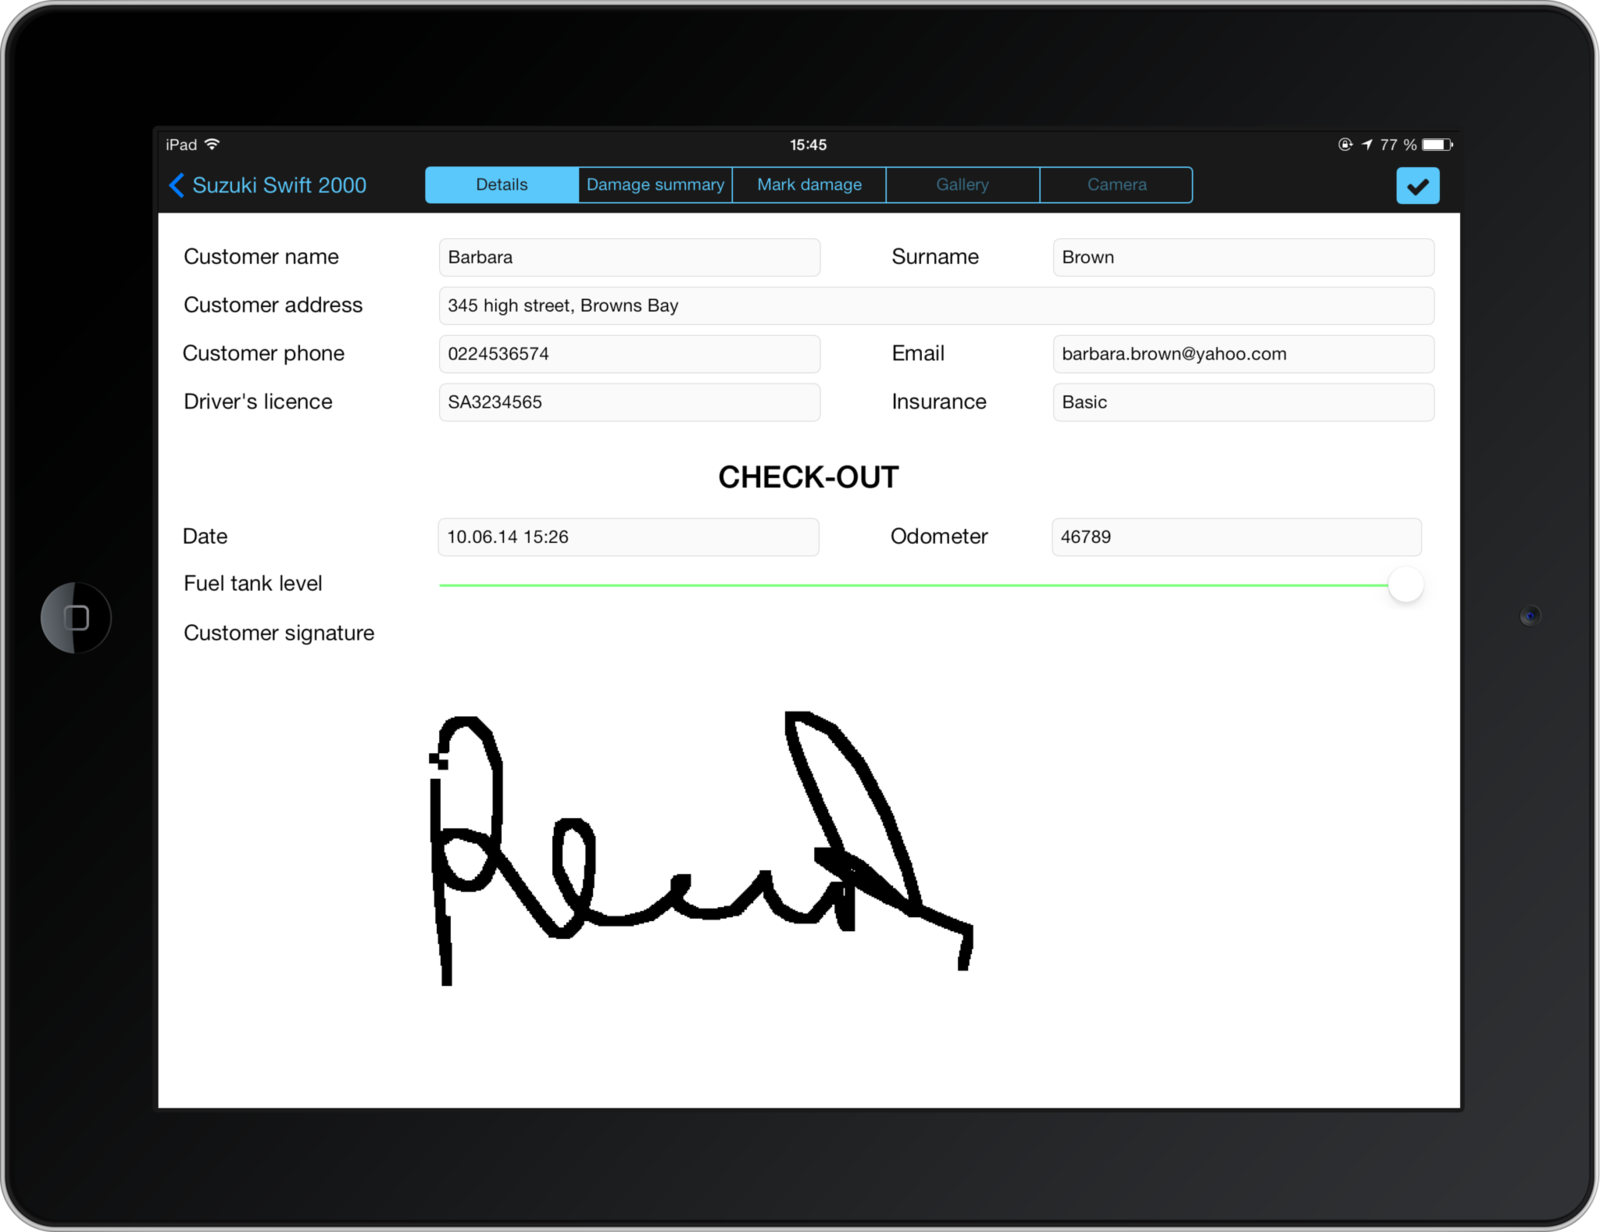 iPad 15:45 77 %
Suzuki Swift 2000 Details Damage summary Mark damage Gallery Camera
Customer name Barbara Surname Brown
Customer address 345 high street, Browns Bay
Customer phone 0224536574 Email barbara.brown@yahoo.com
Driver's licence SA3234565 Insurance Basic
CHECK-OUT
Date 10.06.14 15:26 Odometer 46789
Fuel tank level
Customer signature